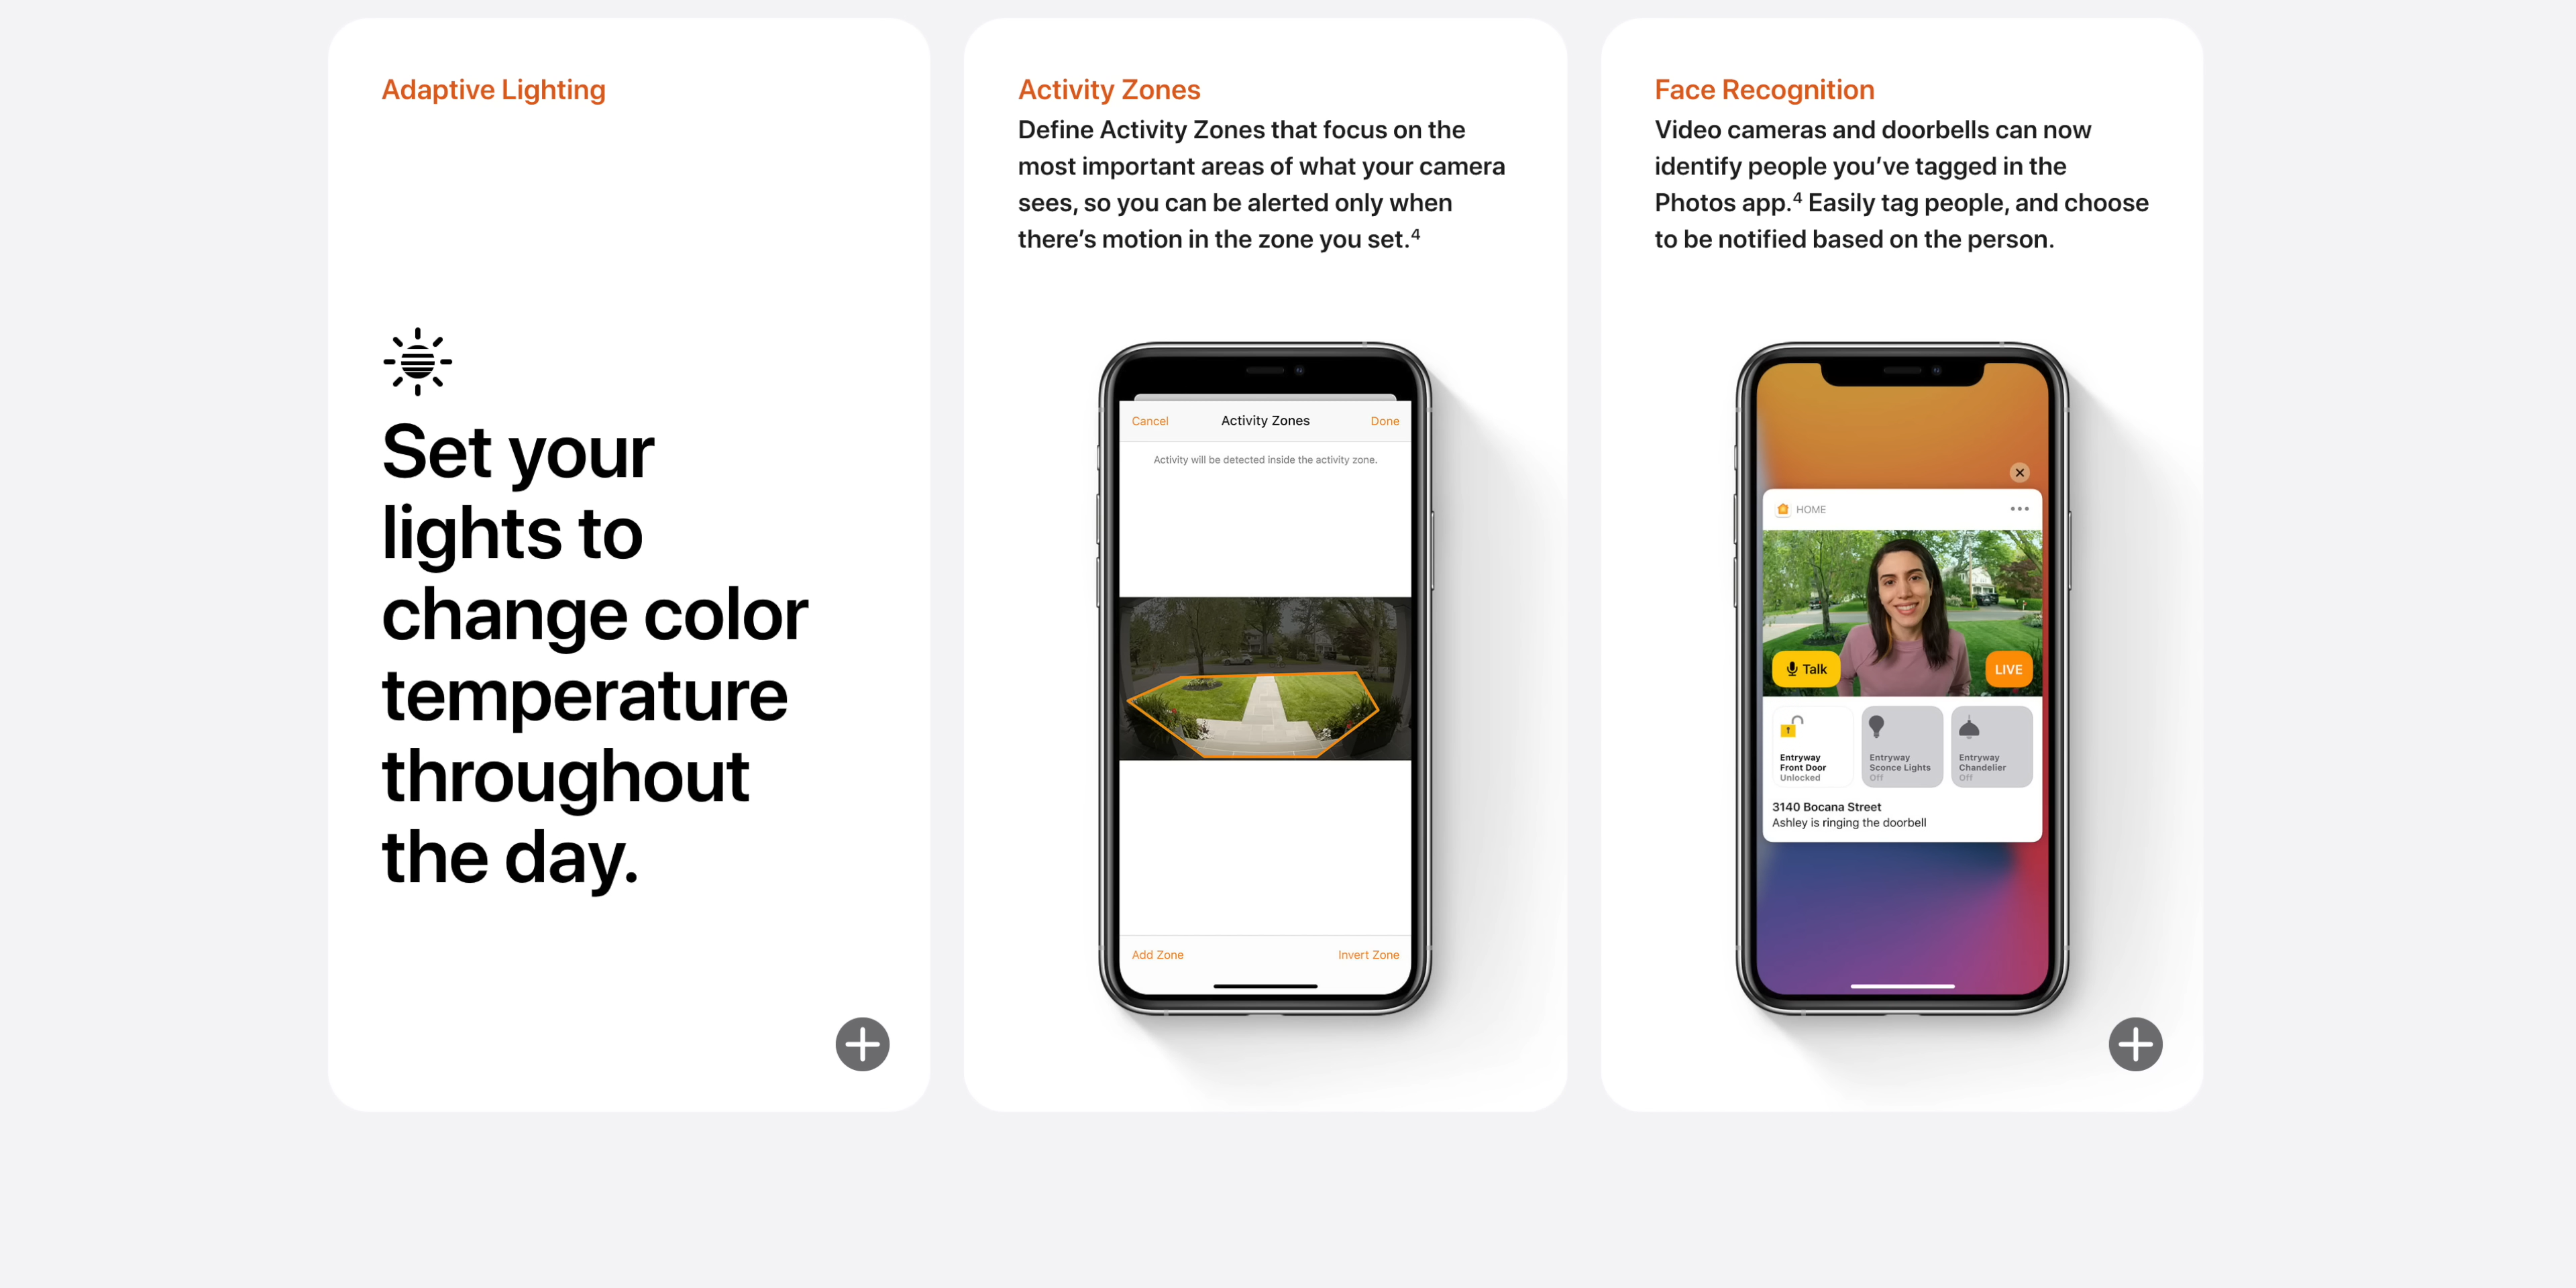 Adaptive Lighting
Set your
lights to
change color
temperature
throughout
the day.
Activity Zones
Define Activity Zones that focus on the
most important areas of what your camera
sees, so you can be alerted only when
there’s motion in the zone you set.⁴
Cancel Activity Zones Done
Activity will be detected inside the activity zone.
Add Zone Invert Zone
Face Recognition
Video cameras and doorbells can now
identify people you’ve tagged in the
Photos app.⁴ Easily tag people, and choose
to be notified based on the person.
HOME
Talk LIVE
Entryway
Front Door
Unlocked
Entryway
Sconce Lights
Off
Entryway
Chandelier
Off
3140 Bocana Street
Ashley is ringing the doorbell